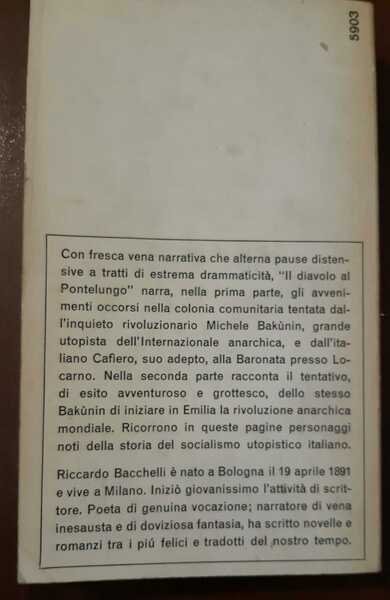 5903
Con fresca vena narrativa che alterna pause disten-
sive a tratti di estrema drammaticità, "Il diavolo al
Pontelungo" narra, nella prima parte, gli avveni-
menti occorsi nella colonia comunitaria tentata dal-
l'inquieto rivoluzionario Michele Bakùnin, grande
utopista dell'Internazionale anarchica, e dall'ita-
liano Cafiero, suo adepto, alla Baronata presso Lo-
carno. Nella seconda parte racconta il tentativo,
di esito avventuroso e grottesco, dello stesso
Bakùnin di iniziare in Emilia la rivoluzione anarchica
mondiale. Ricorrono in queste pagine personaggi
noti della storia del socialismo utopistico italiano.
Riccardo Bacchelli è nato a Bologna il 19 aprile 1891
e vive a Milano. Iniziò giovanissimo l'attività di scrit-
tore. Poeta di genuina vocazione; narratore di vena
inesausta e di doviziosa fantasia, ha scritto novelle e
romanzi tra i piú felici e tradotti del nostro tempo.